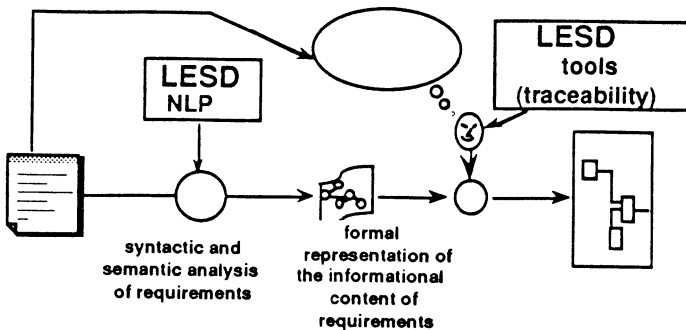 LESD
NLP
LESD
tools
(traceability)
syntactic and
semantic analysis
of requirements
formal
representation of
the informational
content of
requirements